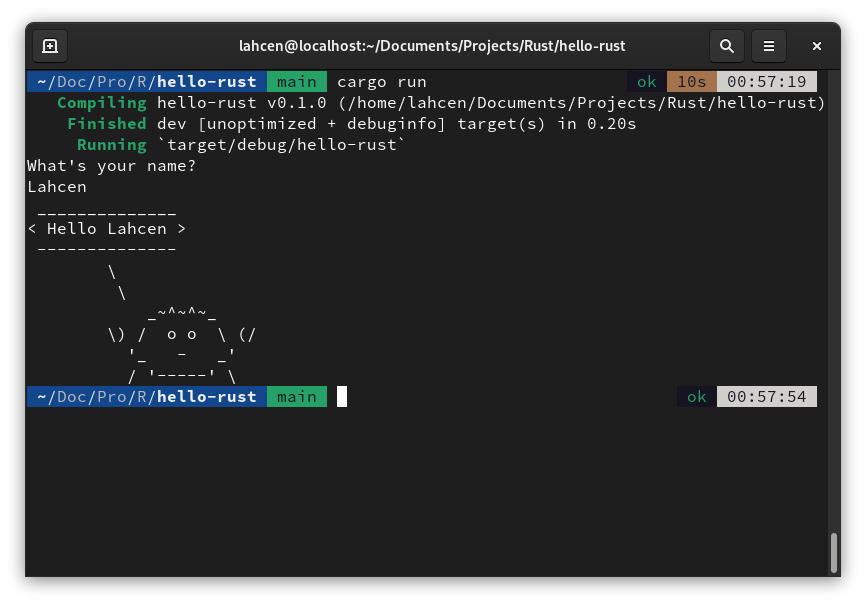 lahcen@localhost:~/Documents/Projects/Rust/hello-rust
~/Doc/Pro/R/hello-rust main cargo run ok 10s 00:57:19
   Compiling hello-rust v0.1.0 (/home/lahcen/Documents/Projects/Rust/hello-rust)
    Finished dev [unoptimized + debuginfo] target(s) in 0.20s
     Running `target/debug/hello-rust`
What's your name?
Lahcen
 ______________
< Hello Lahcen >
 --------------
        \
         \
            _~^~^~_
        \) /  o o  \ (/
          '_   -   _'
          / '-----' \
~/Doc/Pro/R/hello-rust main ok 00:57:54